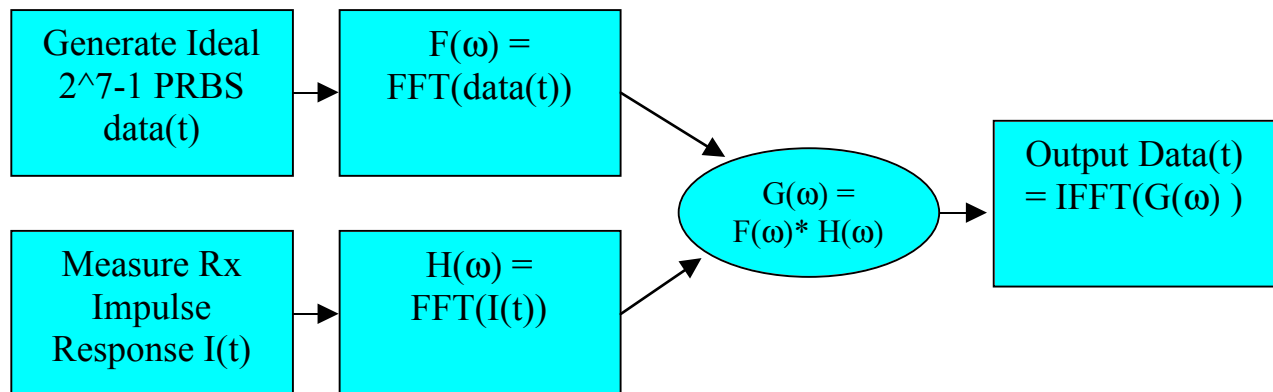 Generate Ideal
2^7-1 PRBS
data(t)
F(ω) =
FFT(data(t))
Measure Rx
Impulse
Response I(t)
H(ω) =
FFT(I(t))
G(ω) =
F(ω)* H(ω)
Output Data(t)
= IFFT(G(ω) )